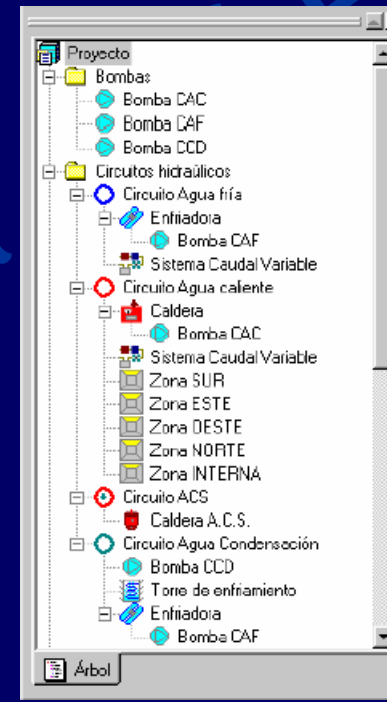 Proyecto
Bombas
Bomba CAC
Bomba CAF
Bomba CCD
Circuitos hidraúlicos
Circuito Agua fría
Enfriadora
Bomba CAF
Sistema Caudal Variable
Circuito Agua caliente
Caldera
Bomba CAC
Sistema Caudal Variable
Zona SUR
Zona ESTE
Zona OESTE
Zona NORTE
Zona INTERNA
Circuito ACS
Caldera A.C.S.
Circuito Agua Condensación
Bomba CCD
Torre de enfriamiento
Enfriadora
Bomba CAF
Árbol